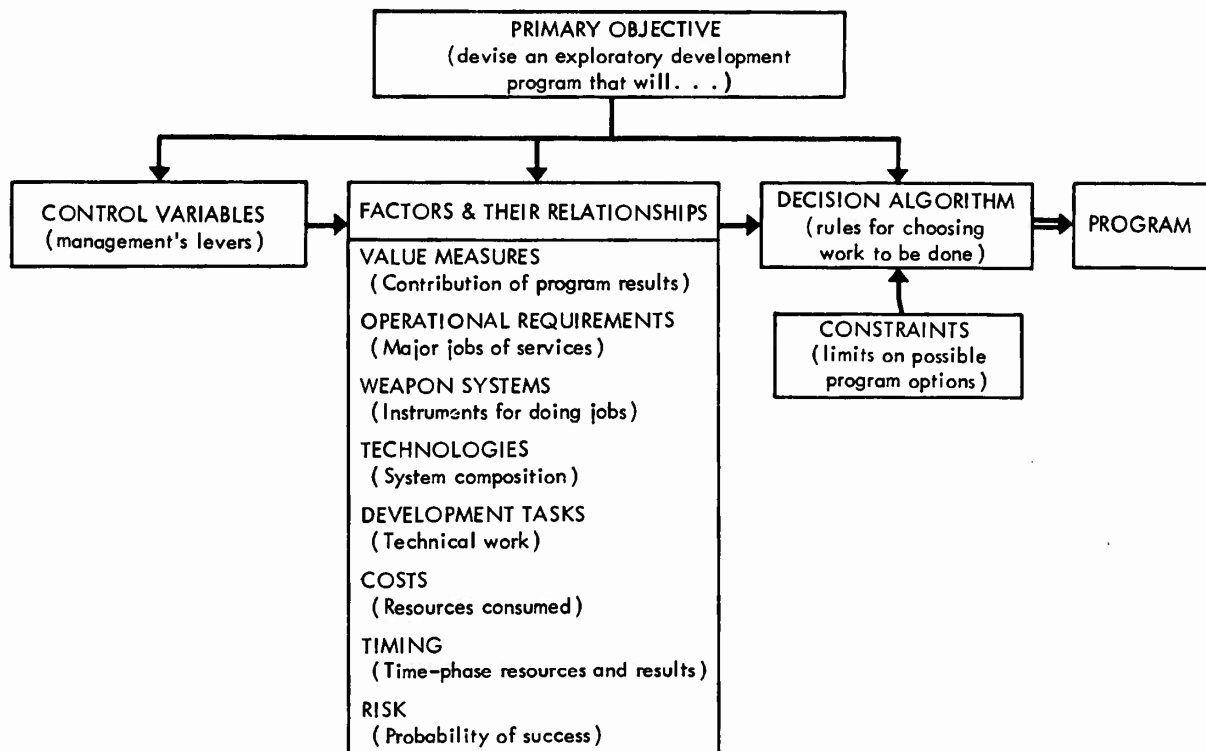 PRIMARY OBJECTIVE
(devise an exploratory development
program that will. . . )
CONTROL VARIABLES
(management's levers)
FACTORS & THEIR RELATIONSHIPS
VALUE MEASURES
(Contribution of program results)
OPERATIONAL REQUIREMENTS
(Major jobs of services)
WEAPON SYSTEMS
(Instruments for doing jobs)
TECHNOLOGIES
(System composition)
DEVELOPMENT TASKS
(Technical work)
COSTS
(Resources consumed)
TIMING
(Time-phase resources and results)
RISK
(Probability of success)
DECISION ALGORITHM
(rules for choosing
work to be done)
PROGRAM
CONSTRAINTS
(limits on possible
program options)